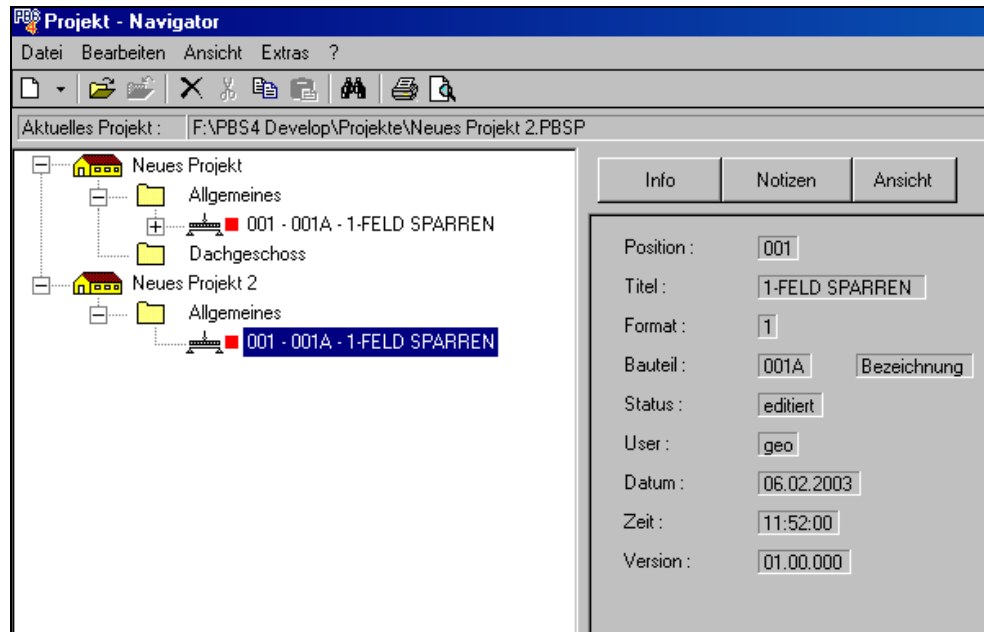 PBS 4 Projekt - Navigator
Datei Bearbeiten Ansicht Extras ?
Aktuelles Projekt : F:\PBS4 Develop\Projekte\Neues Projekt 2.PBSP
Neues Projekt
Allgemeines
001 - 001A - 1-FELD SPARREN
Dachgeschoss
Neues Projekt 2
Allgemeines
001 - 001A - 1-FELD SPARREN
Info Notizen Ansicht
Position : 001
Titel : 1-FELD SPARREN
Format : 1
Bauteil : 001A Bezeichnung
Status : editiert
User : geo
Datum : 06.02.2003
Zeit : 11:52:00
Version : 01.00.000